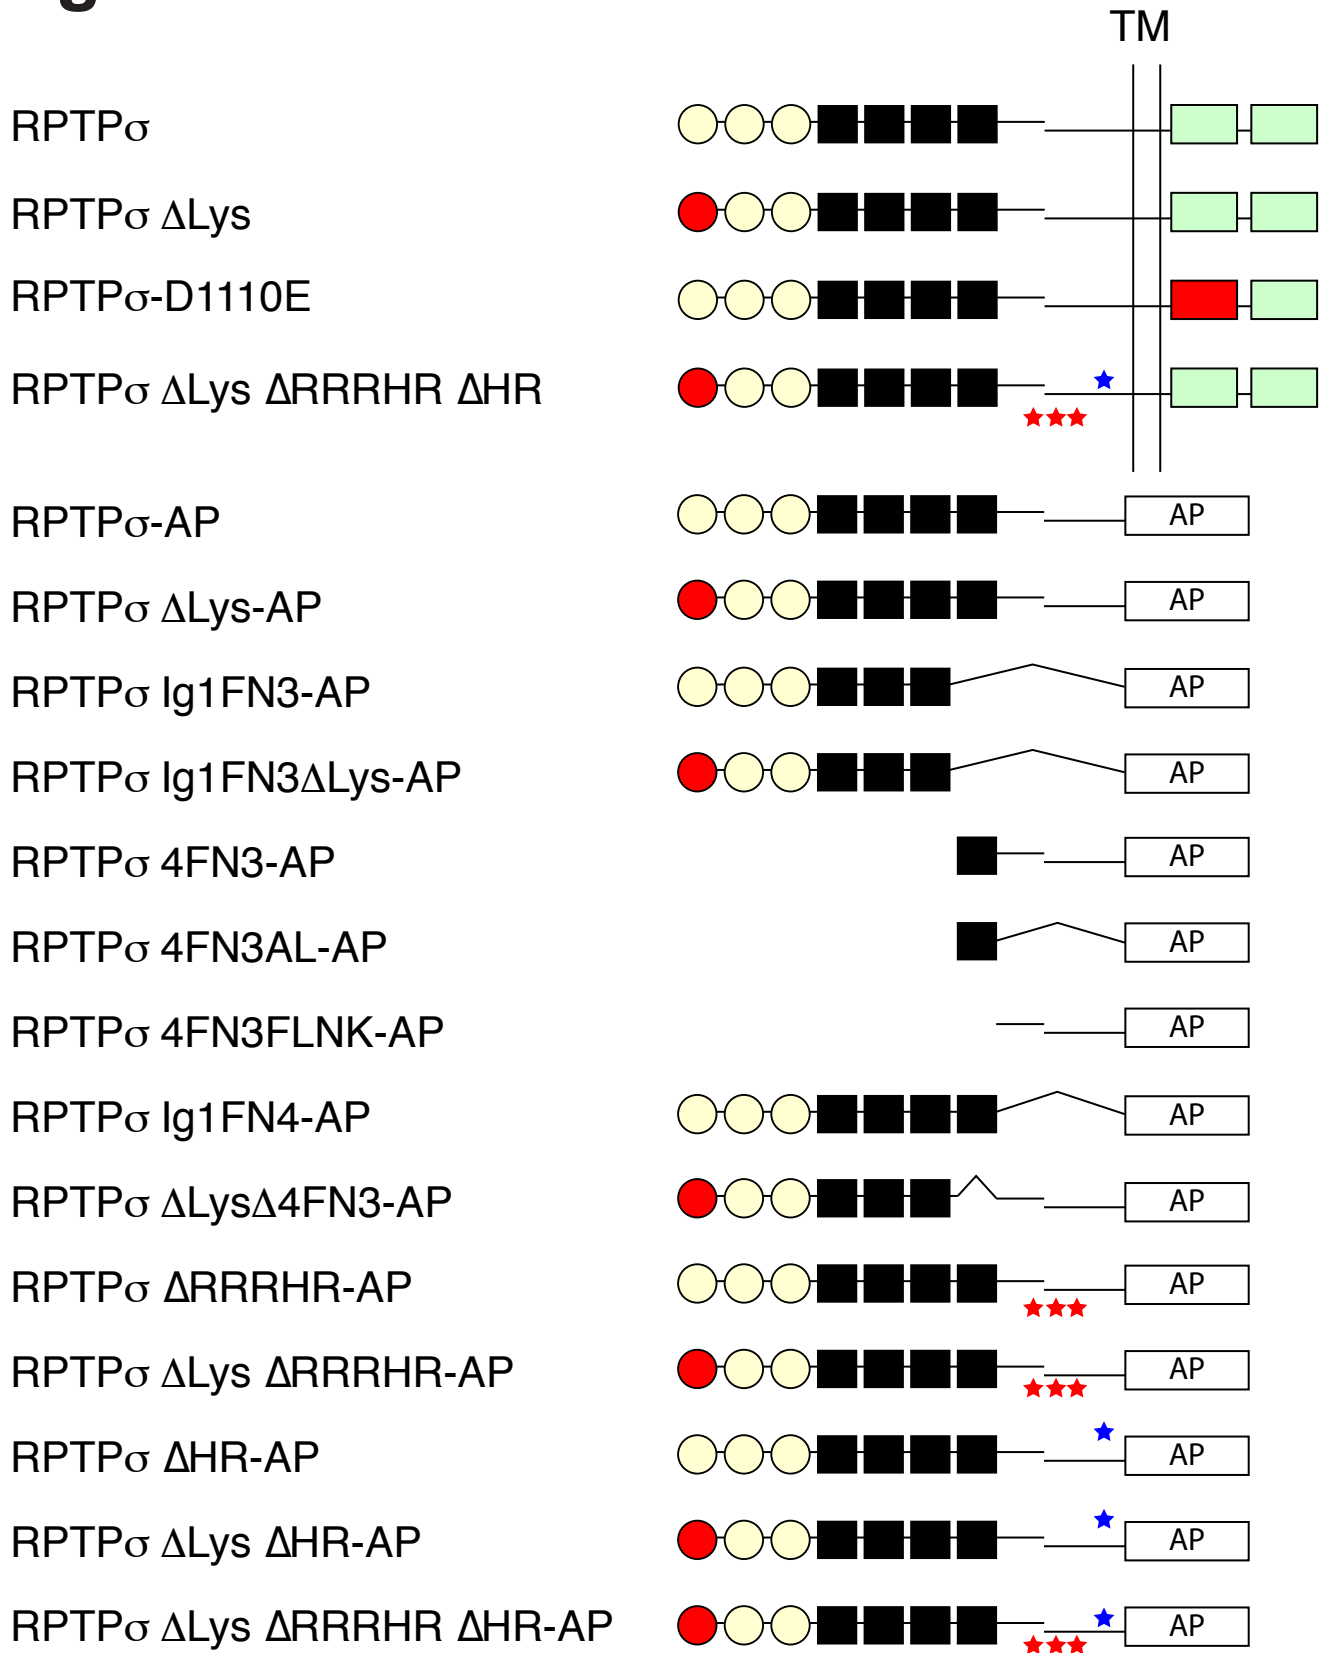 TM
RPTPσ
RPTPσ ΔLys
RPTPσ-D1110E
RPTPσ ΔLys ΔRRRHR ΔHR
RPTPσ-AP AP
RPTPσ ΔLys-AP AP
RPTPσ Ig1FN3-AP AP
RPTPσ Ig1FN3ΔLys-AP AP
RPTPσ 4FN3-AP AP
RPTPσ 4FN3AL-AP AP
RPTPσ 4FN3FLNK-AP AP
RPTPσ Ig1FN4-AP AP
RPTPσ ΔLysΔ4FN3-AP AP
RPTPσ ΔRRRHR-AP AP
RPTPσ ΔLys ΔRRRHR-AP AP
RPTPσ ΔHR-AP AP
RPTPσ ΔLys ΔHR-AP AP
RPTPσ ΔLys ΔRRRHR ΔHR-AP AP